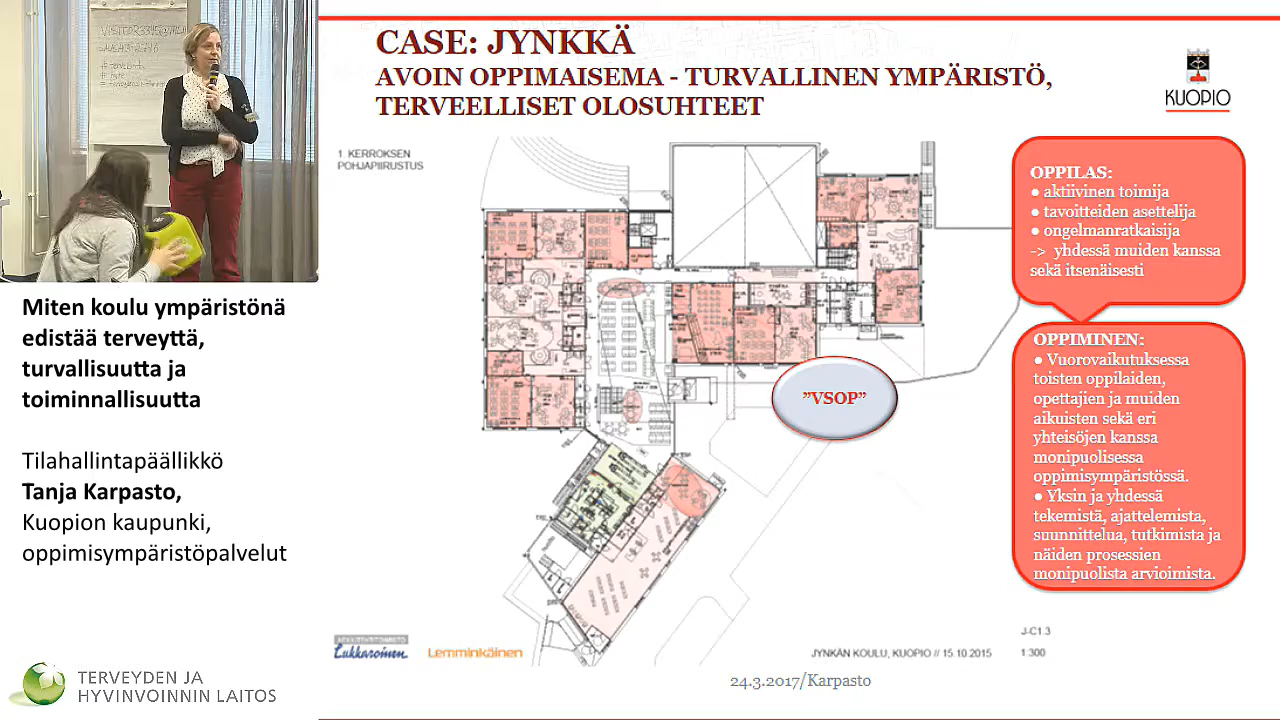 CASE: JYNKKÄ
AVOIN OPPIMAISEMA - TURVALLINEN YMPÄRISTÖ,
TERVEELLISET OLOSUHTEET
KUOPIO
1. KERROKSEN
POHJAPIIRUSTUS
OPPILAS:
● aktiivinen toimija
● tavoitteiden asettelija
● ongelmanratkaisija
-> yhdessä muiden kanssa
sekä itsenäisesti
OPPIMINEN:
● Vuorovaikutuksessa
toisten oppilaiden,
opettajien ja muiden
aikuisten sekä eri
yhteisöjen kanssa
monipuolisessa
oppimisympäristössä.
● Yksin ja yhdessä
tekemistä, ajattelemista,
suunnittelua, tutkimista ja
näiden prosessien
monipuolista arvioimista.
”VSOP”
Miten koulu ympäristönä
edistää terveyttä,
turvallisuutta ja
toiminnallisuutta
Tilahallintapäällikkö
Tanja Karpasto,
Kuopion kaupunki,
oppimisympäristöpalvelut
TERVEYDEN JA
HYVINVOINNIN LAITOS
ARKKITEHTITOIMISTO
Lukkaroinen
Lemminkäinen
JYNKÄN KOULU, KUOPIO // 15.10.2015
J-C1.3
1:300
24.3.2017/Karpasto